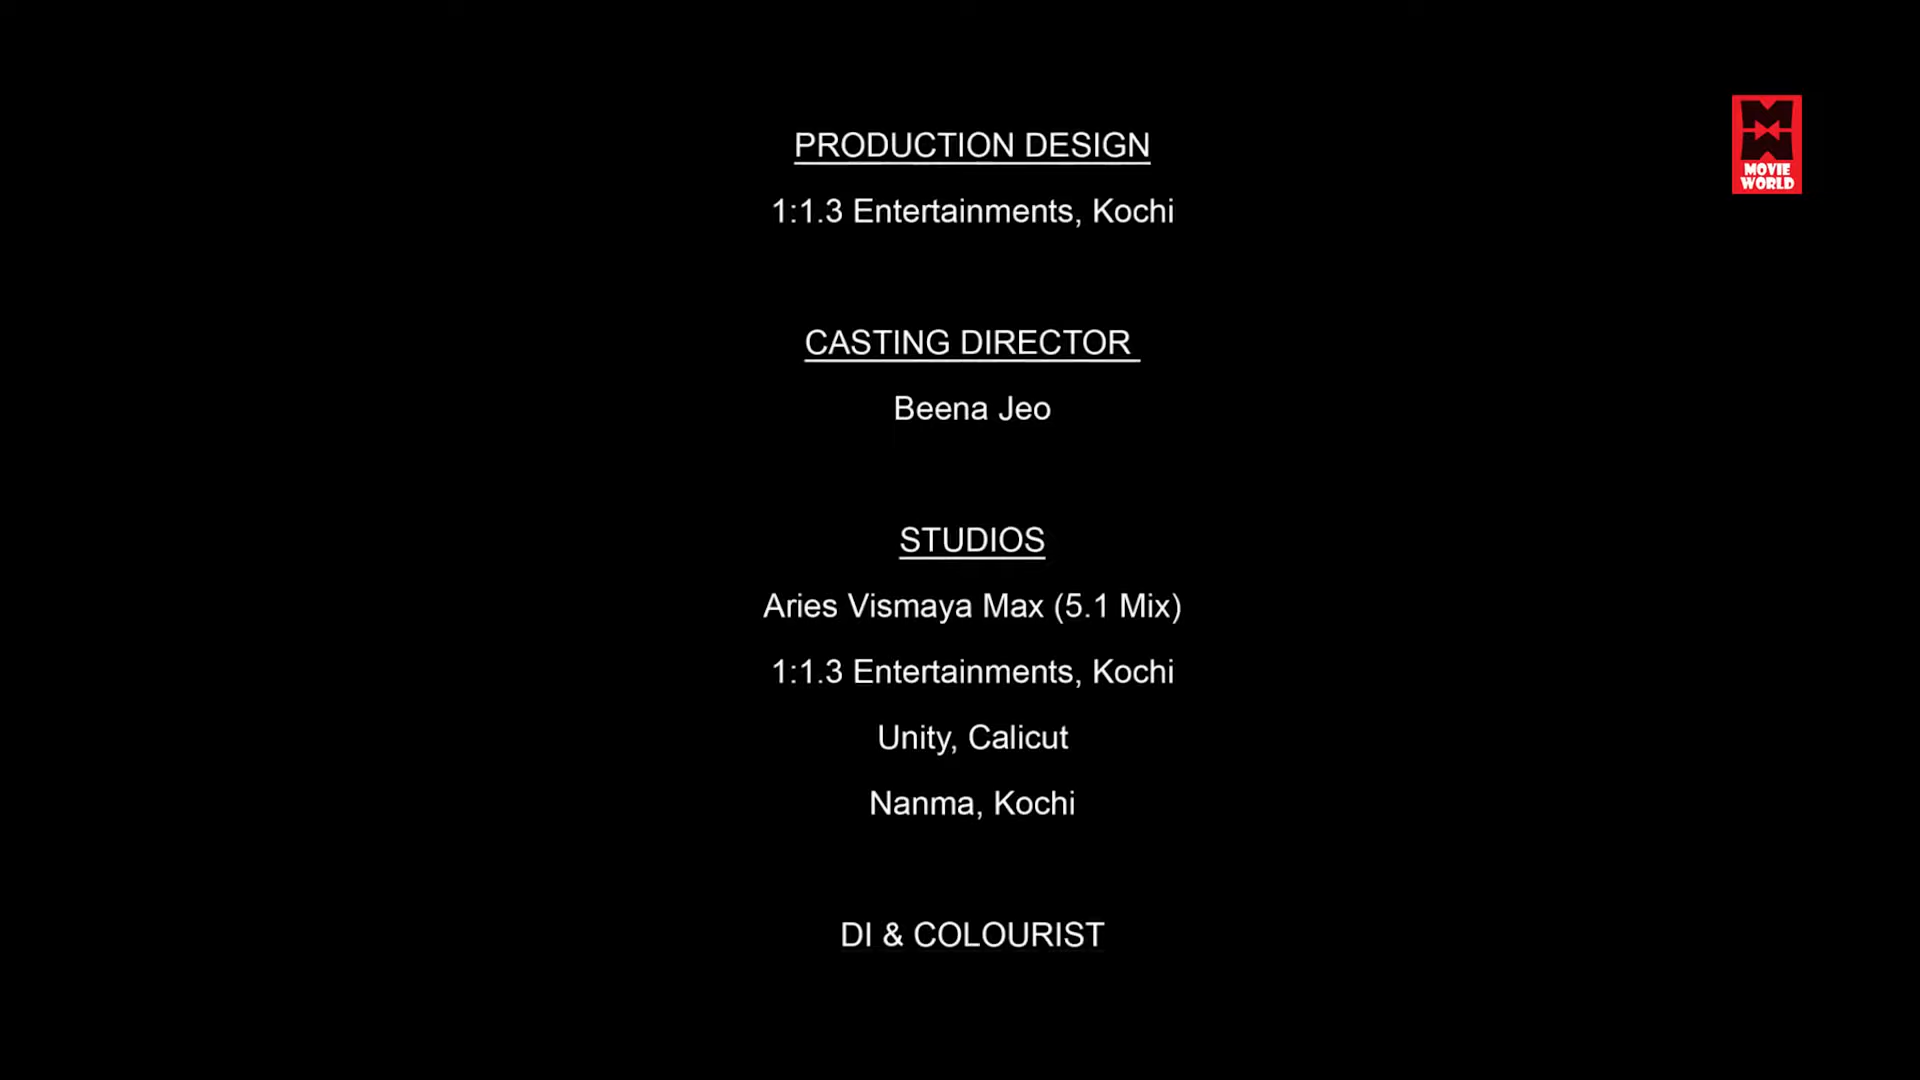 PRODUCTION DESIGN
1:1.3 Entertainments, Kochi
CASTING DIRECTOR
Beena Jeo
STUDIOS
Aries Vismaya Max (5.1 Mix)
1:1.3 Entertainments, Kochi
Unity, Calicut
Nanma, Kochi
DI & COLOURIST
MOVIE
WORLD